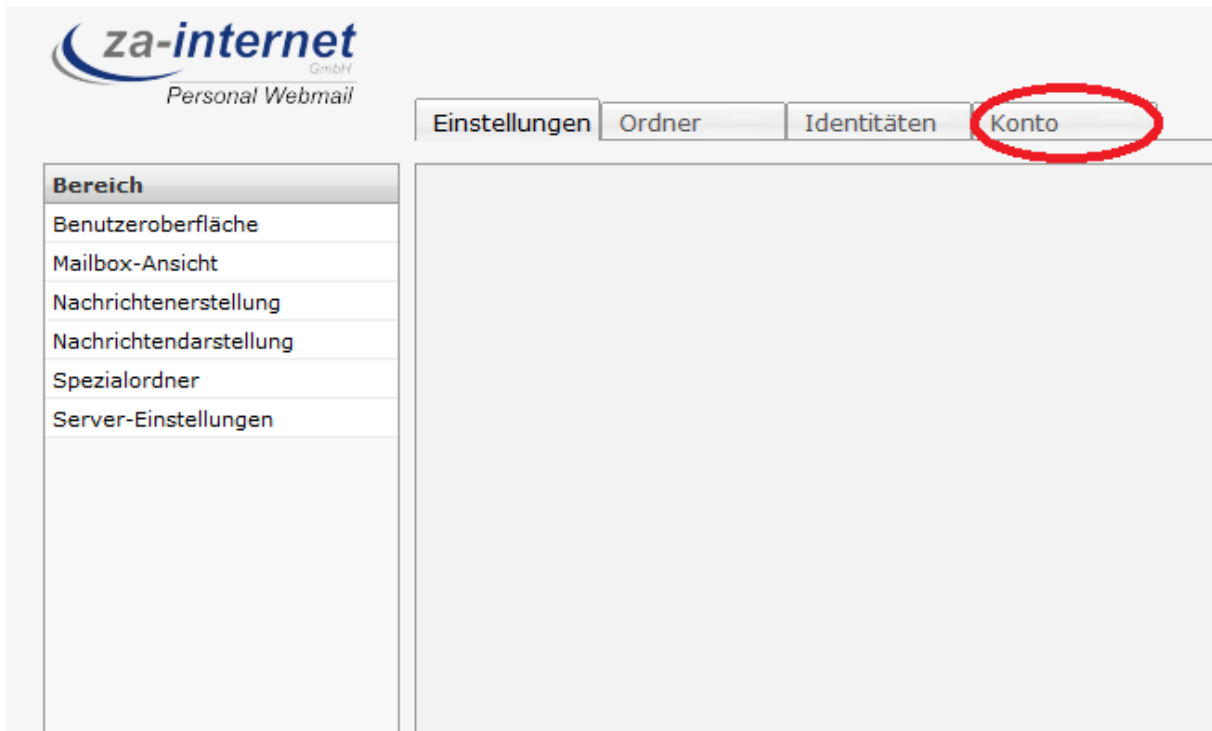 za-internet
GmbH
Personal Webmail
Einstellungen Ordner Identitäten Konto
Bereich
Benutzeroberfläche
Mailbox-Ansicht
Nachrichtenerstellung
Nachrichtendarstellung
Spezialordner
Server-Einstellungen